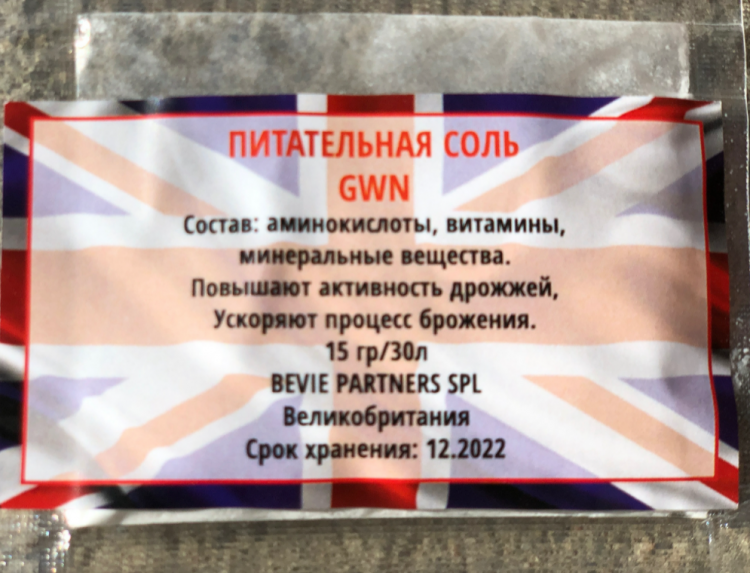 ПИТАТЕЛЬНАЯ СОЛЬ
GWN
Состав: аминокислоты, витамины,
минеральные вещества.
Повышают активность дрожжей,
Ускоряют процесс брожения.
15 гр/30л
BEVIE PARTNERS SPL
Великобритания
Срок хранения: 12.2022